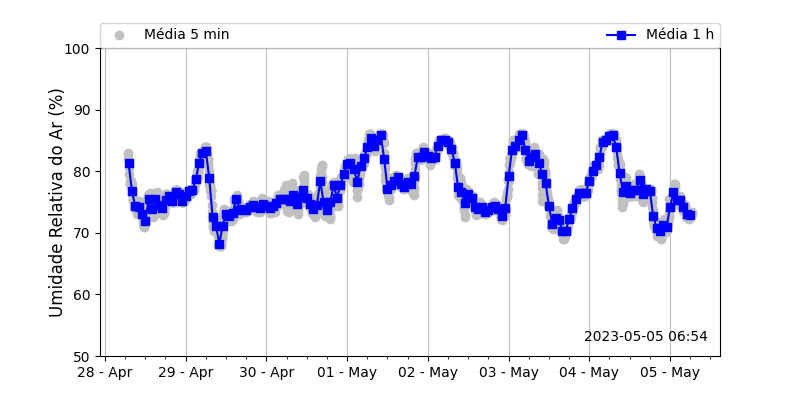 Média 5 min
Média 1 h
Umidade Relativa do Ar (%)
100
90
80
70
60
50
2023-05-05 06:54
28 - Apr
29 - Apr
30 - Apr
01 - May
02 - May
03 - May
04 - May
05 - May